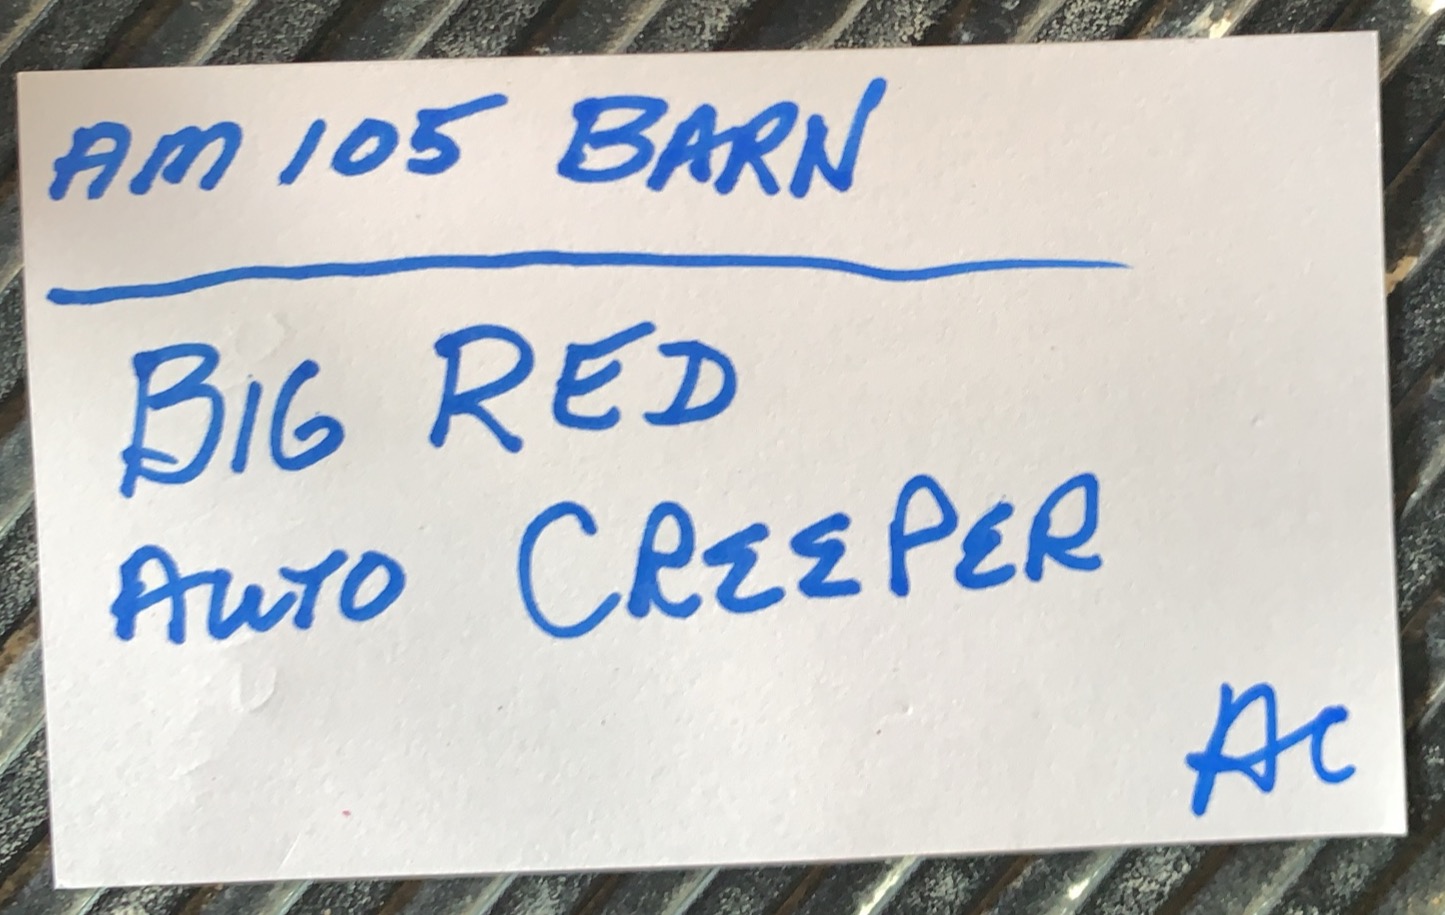 AM 105 BARN
BIG RED
AUTO CREEPER
AC